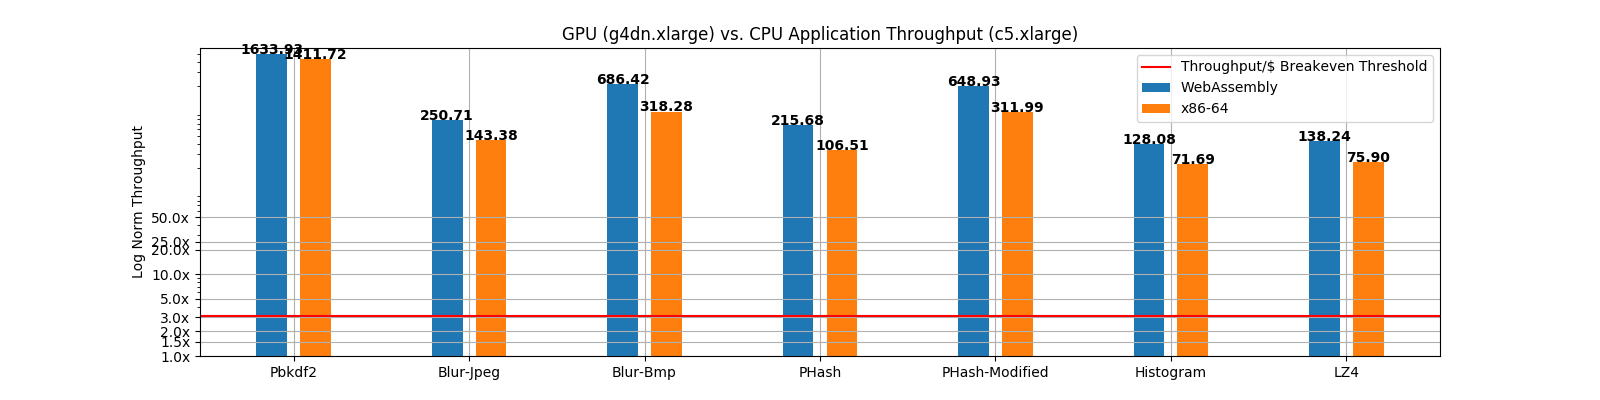 GPU (g4dn.xlarge) vs. CPU Application Throughput (c5.xlarge)
Throughput/$ Breakeven Threshold
WebAssembly
x86-64
1633.93
1411.72
250.71
143.38
686.42
318.28
215.68
106.51
648.93
311.99
128.08
71.69
138.24
75.90
Log Norm Throughput
50.0x
25.0x
20.0x
10.0x
5.0x
3.0x
2.0x
1.5x
1.0x
Pbkdf2
Blur-Jpeg
Blur-Bmp
PHash
PHash-Modified
Histogram
LZ4